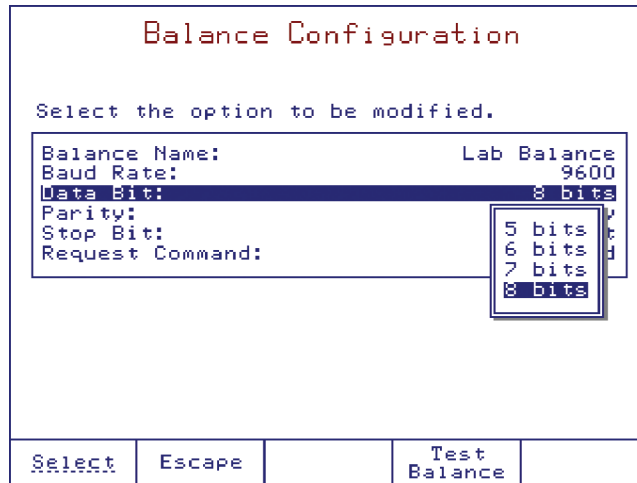 Balance Configuration
Select the option to be modified.
Balance Name: Lab Balance
Baud Rate: 9600
Data Bit: 8 bits
Parity:
Stop Bit:
Request Command:
5 bits
6 bits
7 bits
8 bits
Select Escape Test Balance